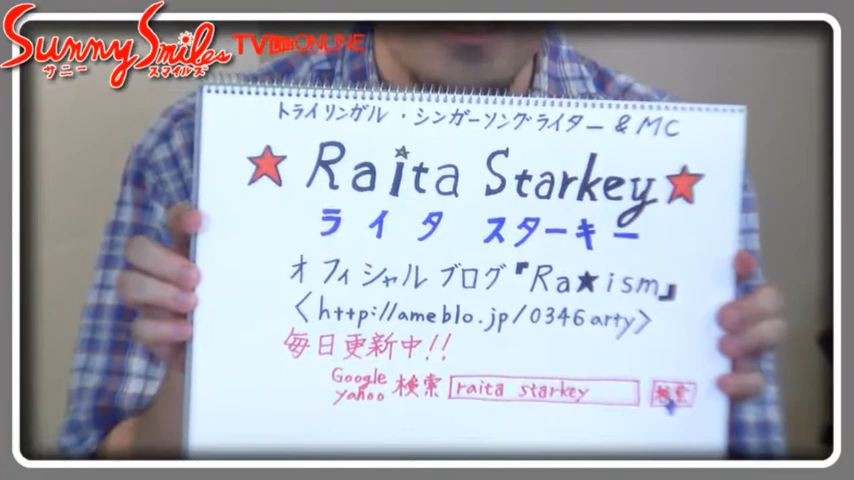 Sunny Smiles TV ONLINE
サニー スマイルズ
トライリンガル・シンガーソングライター & MC
★ Raita Starkey ★
ライタ スターキー
オフィシャルブログ『Ra★ism』
<http://ameblo.jp/0346arty>
毎日更新中!!
Google yahoo 検索 raita starkey 検索